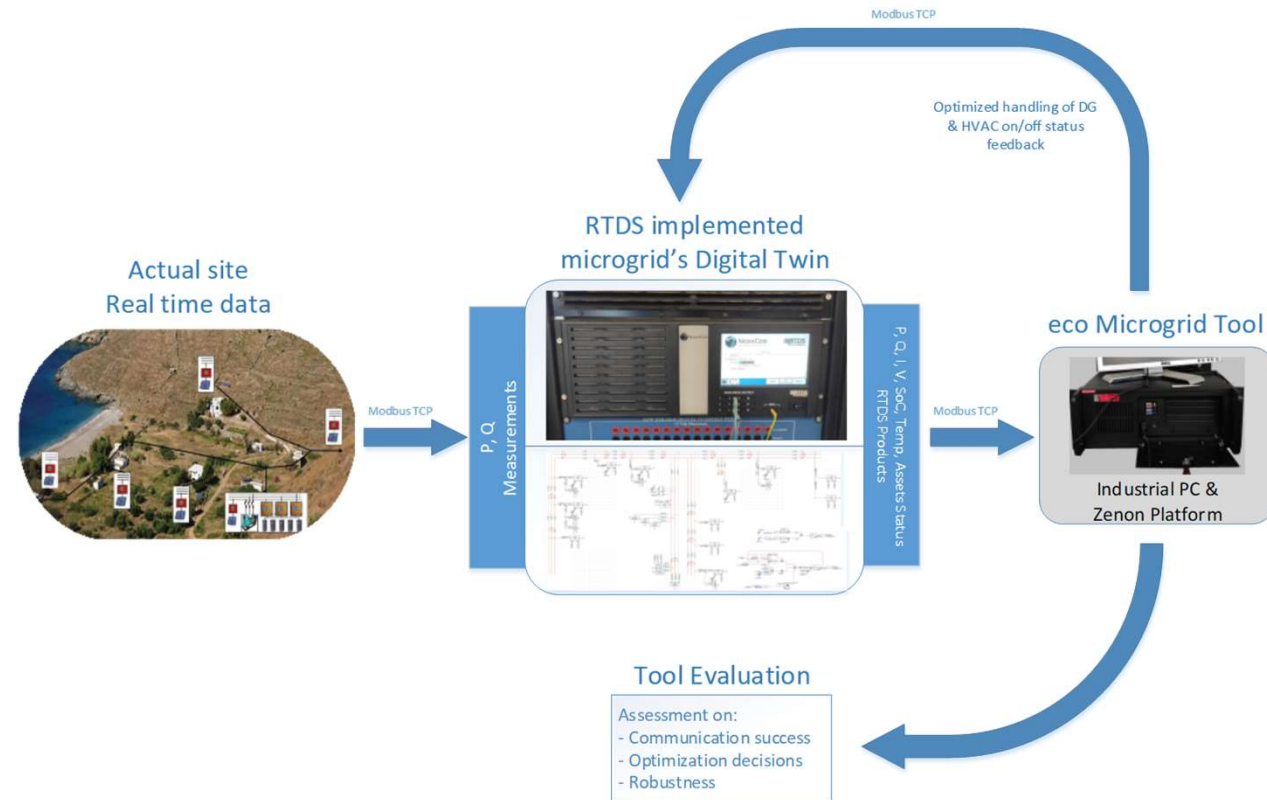 Modbus TCP
Optimized handling of DG
& HVAC on/off status
feedback
RTDS implemented
microgrid's Digital Twin
Actual site
Real time data
eco Microgrid Tool
Modbus TCP
P, Q
Measurements
NovaCor
RTDS
P, Q, I, V, SoC, Temp, Assets Status
RTDS Products
Modbus TCP
Industrial PC &
Zenon Platform
Tool Evaluation
Assessment on:
- Communication success
- Optimization decisions
- Robustness